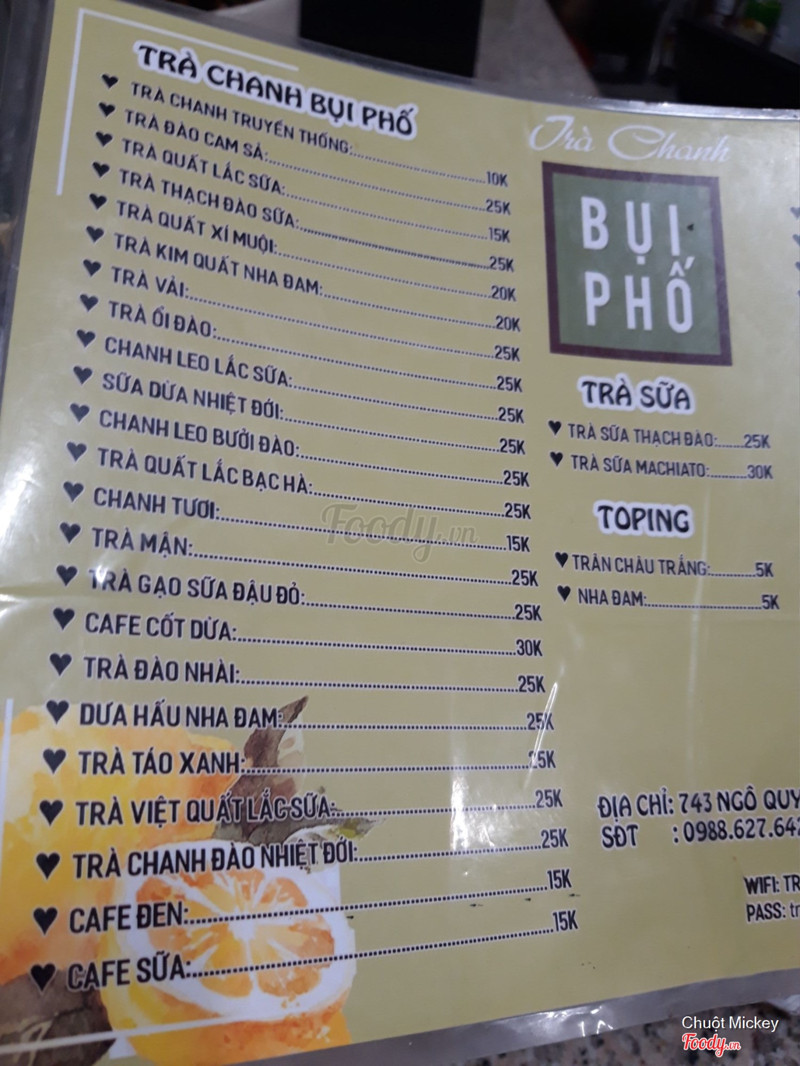 TRÀ CHANH BỤI PHỐ
TRÀ CHANH TRUYỀN THỐNG:..........10K
TRÀ ĐÀO CAM SẢ:..........25K
TRÀ QUẤT LẮC SỮA:..........15K
TRÀ THẠCH ĐÀO SỮA:..........25K
TRÀ QUẤT XÍ MUỘI:..........20K
TRÀ KIM QUẤT NHA ĐAM:..........20K
TRÀ VẢI:..........25K
TRÀ ỔI ĐÀO:..........25K
CHANH LEO LẮC SỮA:..........25K
SỮA DỪA NHIỆT ĐỚI:..........25K
CHANH LEO BƯỞI ĐÀO:..........25K
TRÀ QUẤT LẮC BẠC HÀ:..........25K
CHANH TƯƠI:..........15K
TRÀ MẬN:..........25K
TRÀ GẠO SỮA ĐẬU ĐỎ:..........25K
CAFE CỐT DỪA:..........30K
TRÀ ĐÀO NHÀI:..........25K
DƯA HẤU NHA ĐAM:..........25K
TRÀ TÁO XANH:..........25K
TRÀ VIỆT QUẤT LẮC SỮA:..........25K
TRÀ CHANH ĐÀO NHIỆT ĐỚI:..........25K
CAFE ĐEN:..........15K
CAFE SỮA:..........15K
Trà Chanh
BỤI
PHỐ
TRÀ SỮA
TRÀ SỮA THẠCH ĐÀO:..........25K
TRÀ SỮA MACHIATO:..........30K
TOPING
TRÂN CHÂU TRẮNG:..........5K
NHA ĐAM:..........5K
ĐỊA CHỈ: 743 NGÔ QUY
SĐT : 0988.627.642
WIFI: TR
PASS: tr
Foody.vn
Chuột Mickey
Foody.vn